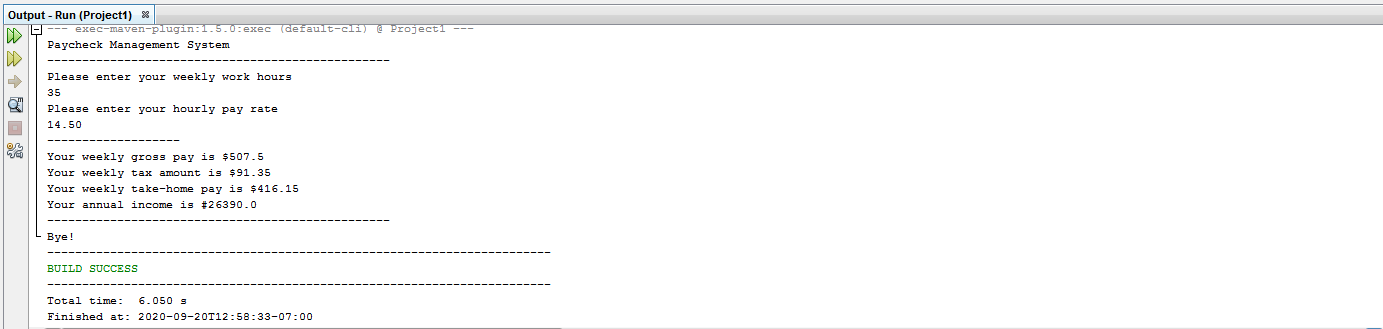 Output - Run (Project1)
--- exec-maven-plugin:1.5.0:exec (default-cli) @ Project1 ---
Paycheck Management System
-------------------------------------------------
Please enter your weekly work hours
35
Please enter your hourly pay rate
14.50
-------------------
Your weekly gross pay is $507.5
Your weekly tax amount is $91.35
Your weekly take-home pay is $416.15
Your annual income is #26390.0
-------------------------------------------------
Bye!
------------------------------------------------------------------------
BUILD SUCCESS
------------------------------------------------------------------------
Total time:  6.050 s
Finished at: 2020-09-20T12:58:33-07:00